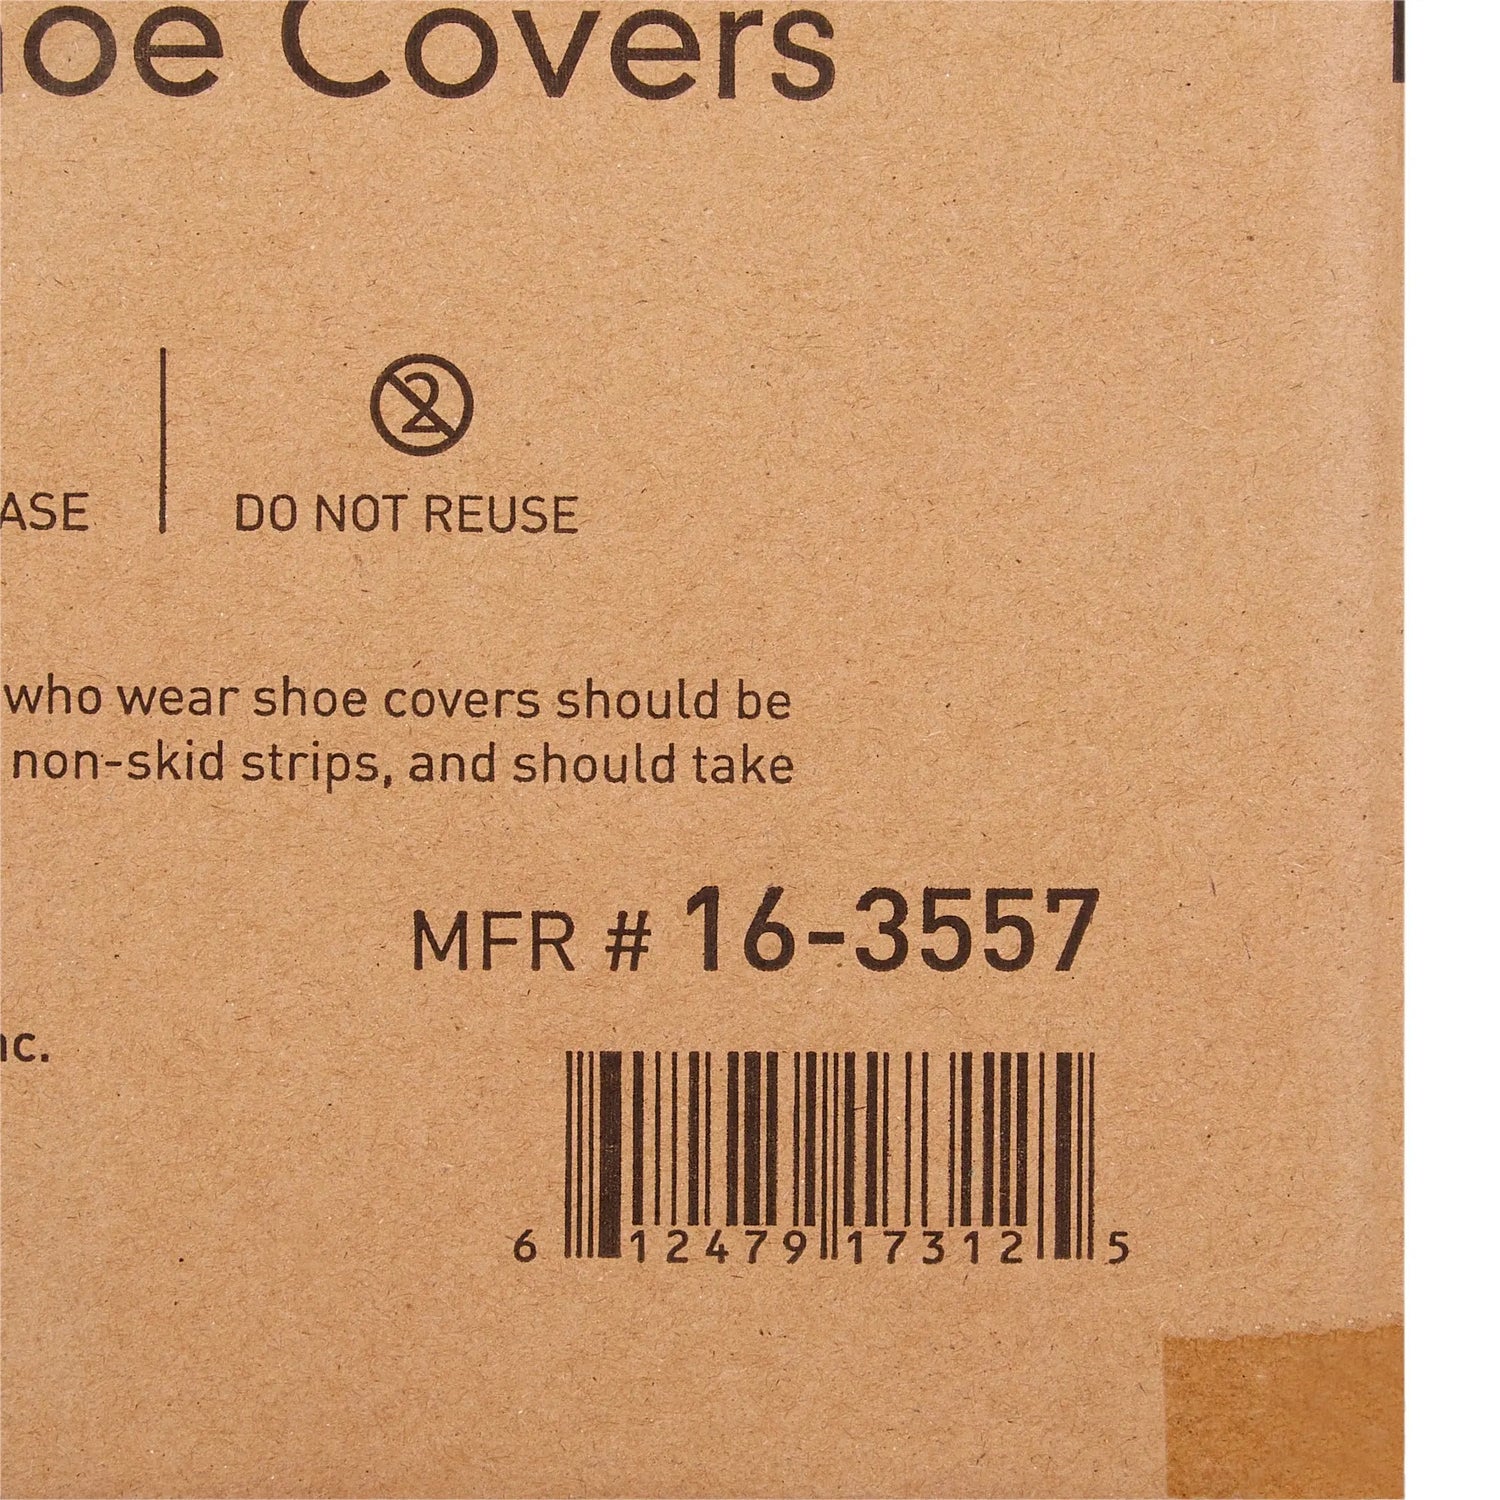 oe Covers
ASE
DO NOT REUSE
who wear shoe covers should be
non-skid strips, and should take
MFR # 16-3557
c.
6 12479 17312 5